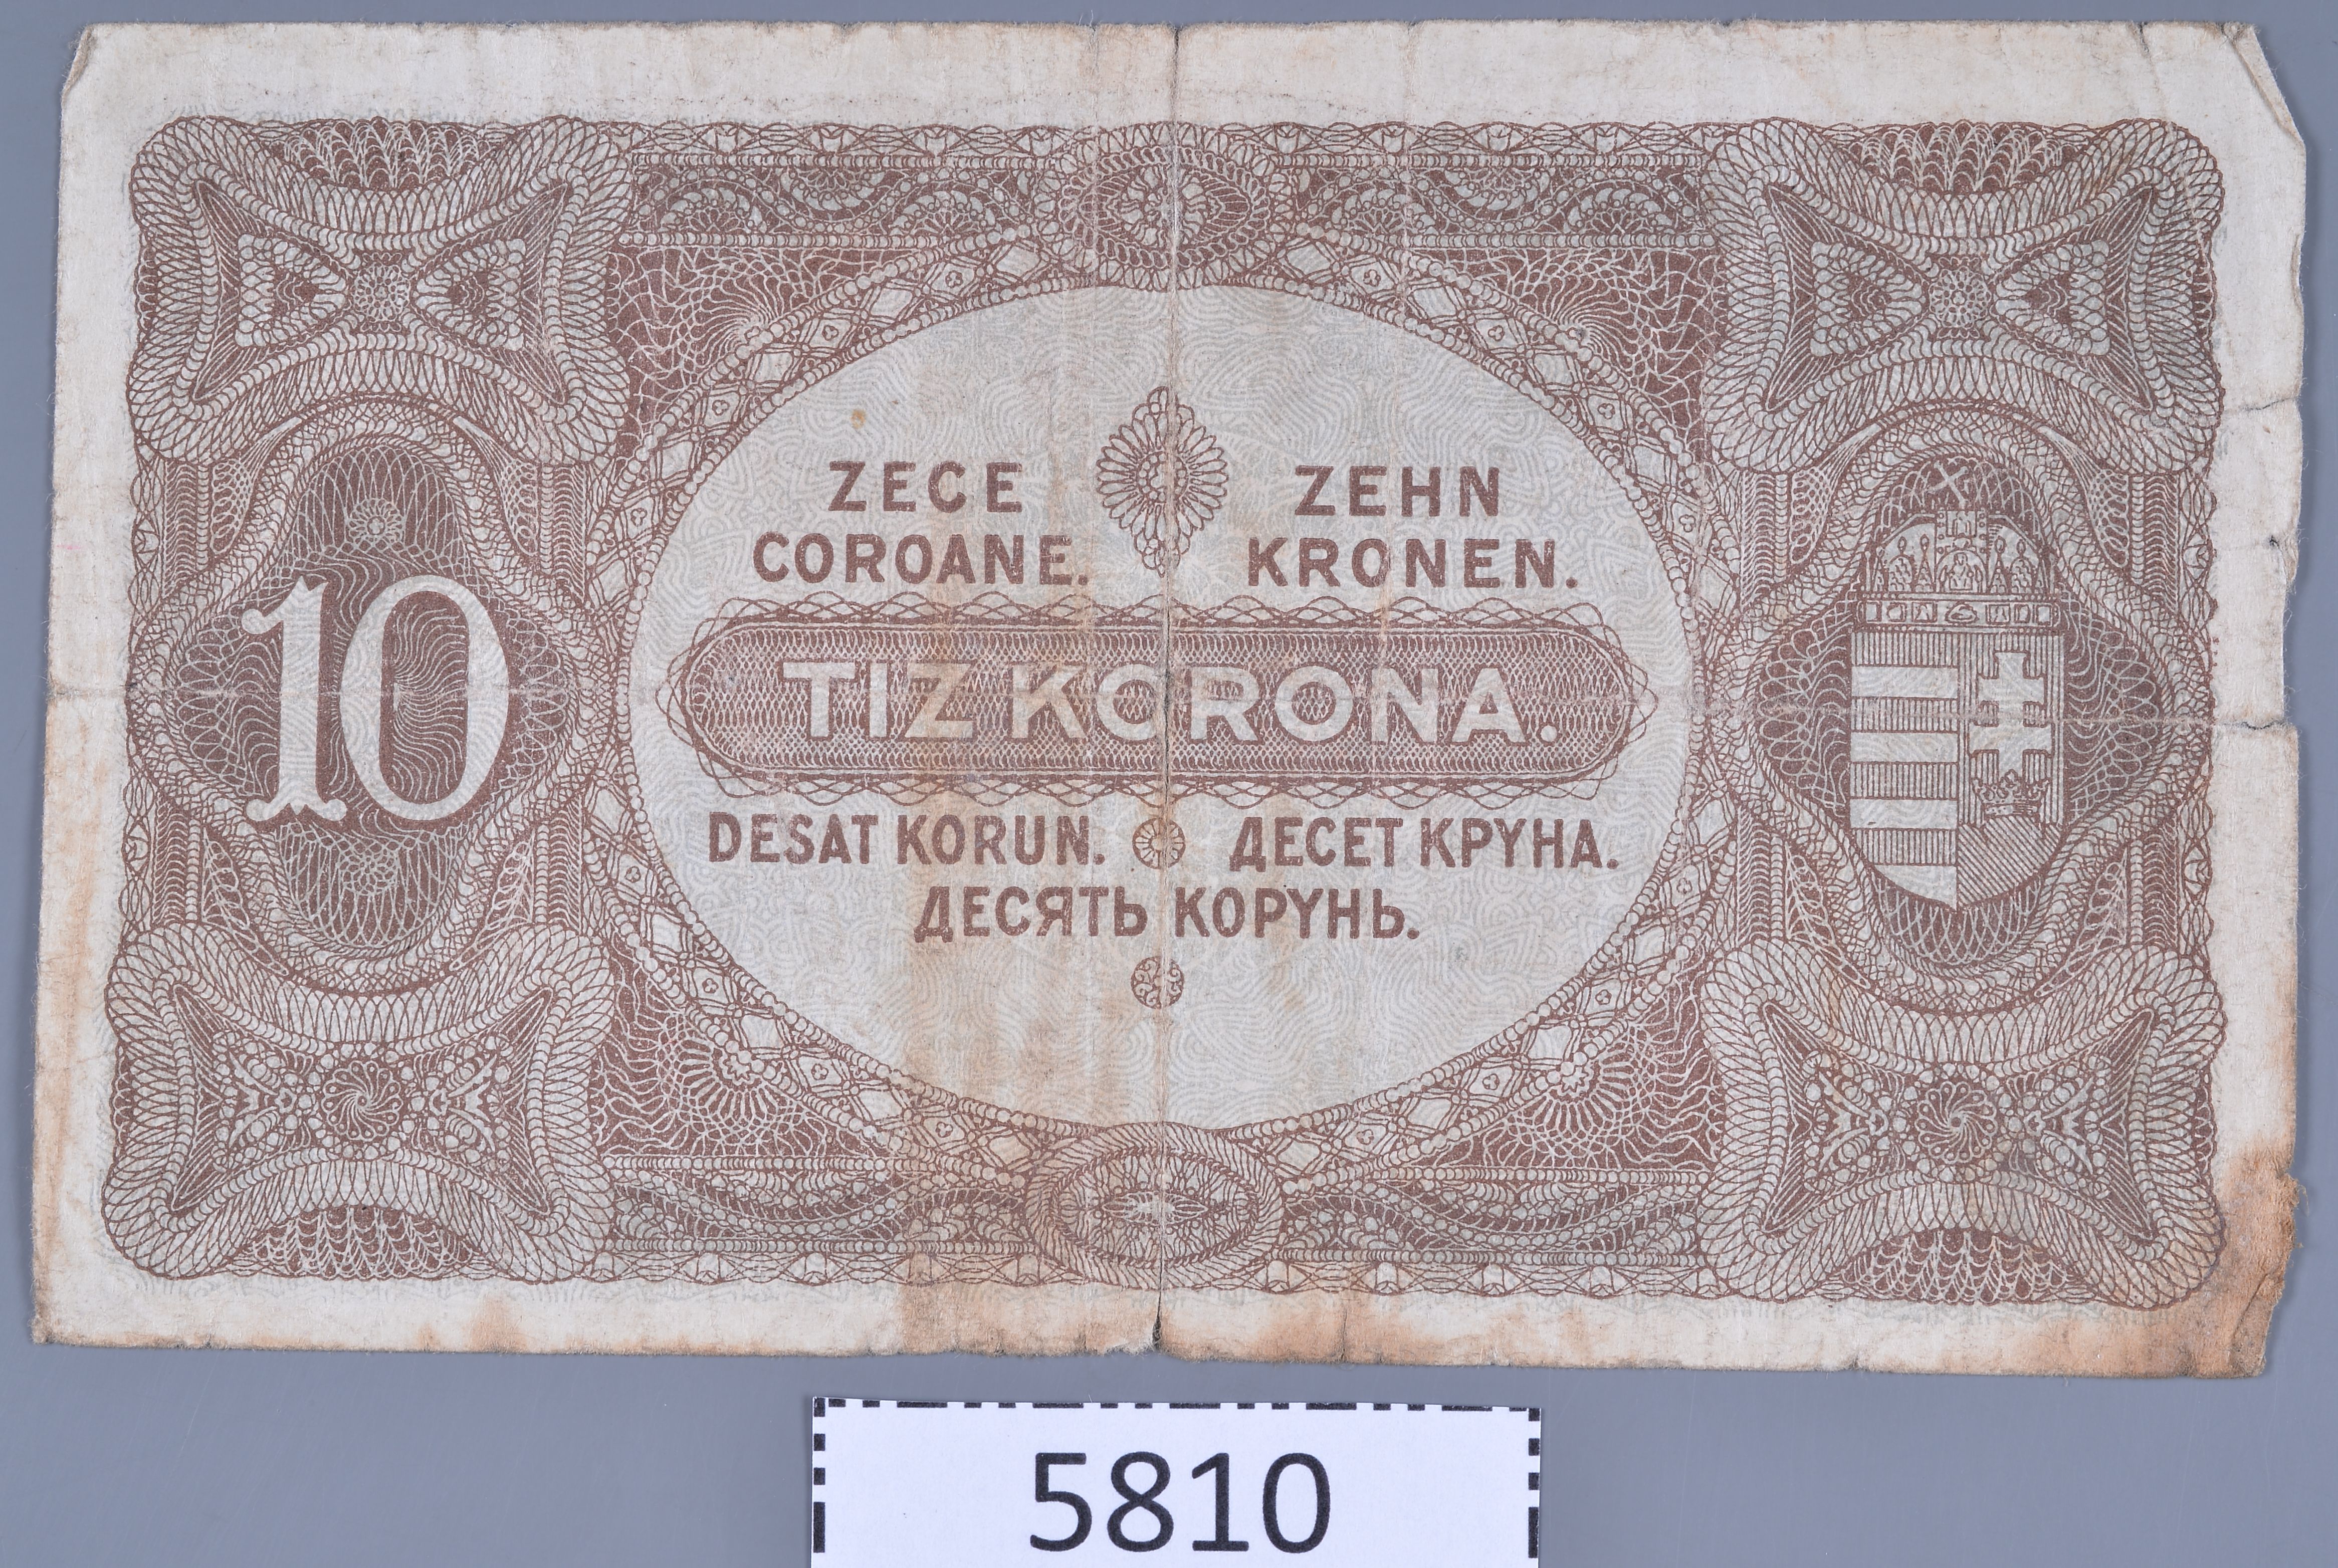 ZECE
COROANE.
ZEHN
KRONEN.
10
TIZ KORONA.
DESAT KORUN.
ДЕСЕТ КРУНА.
ДЕСЯТЬ КОРУНЬ.
5810